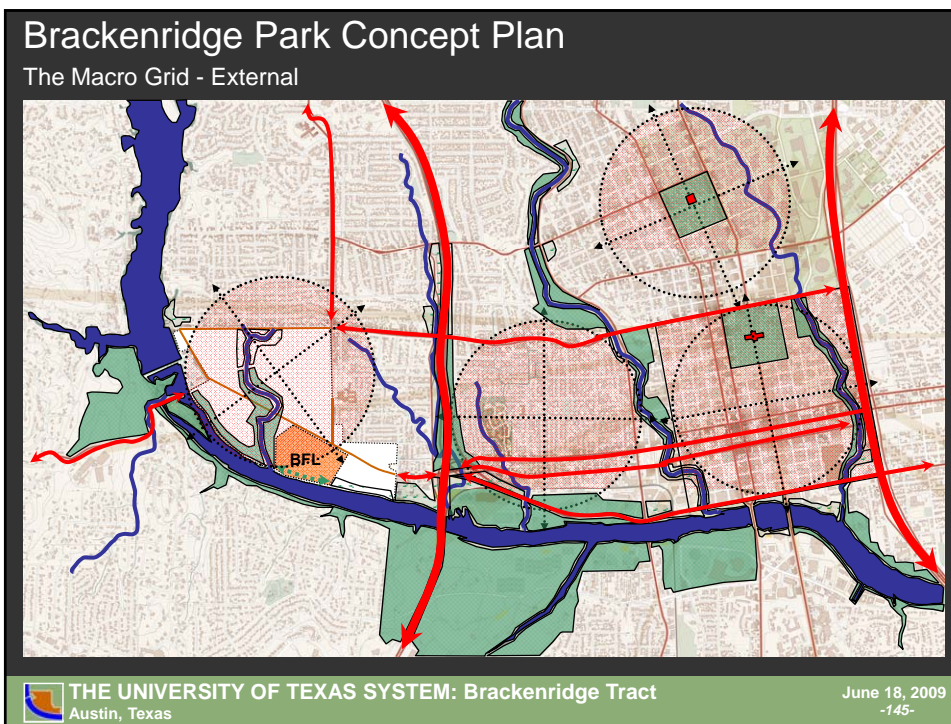 Brackenridge Park Concept Plan
The Macro Grid - External
BFL
THE UNIVERSITY OF TEXAS SYSTEM: Brackenridge Tract
Austin, Texas
June 18, 2009
-145-